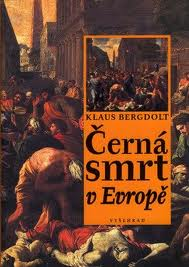 KLAUS BERGDOLT
Černá
smrt
v Evropě
VYŠEHRAD